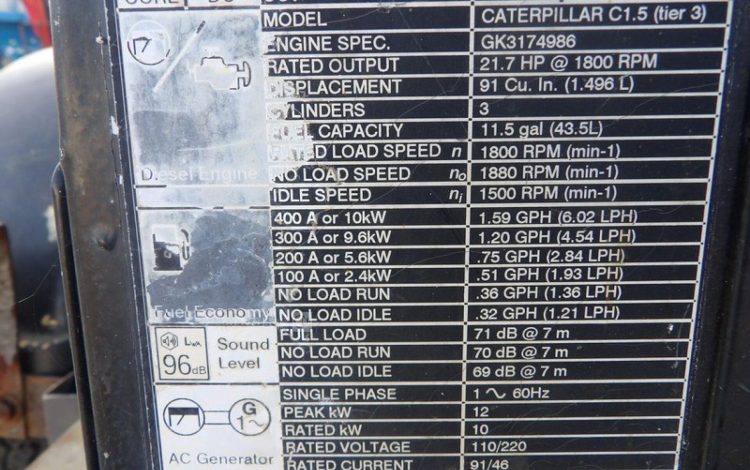 MODEL CATERPILLAR C1.5 (tier 3)
ENGINE SPEC. GK3174986
RATED OUTPUT 21.7 HP @ 1800 RPM
DISPLACEMENT 91 Cu. In. (1.496 L)
CYLINDERS 3
FUEL CAPACITY 11.5 gal (43.5L)
RATED LOAD SPEED n 1800 RPM (min-1)
Diesel Engine NO LOAD SPEED no 1880 RPM (min-1)
IDLE SPEED ni 1500 RPM (min-1)
400 A or 10kW 1.59 GPH (6.02 LPH)
300 A or 9.6kW 1.20 GPH (4.54 LPH)
200 A or 5.6kW .75 GPH (2.84 LPH)
100 A or 2.4kW .51 GPH (1.93 LPH)
NO LOAD RUN .36 GPH (1.36 LPH)
Fuel Economy NO LOAD IDLE .32 GPH (1.21 LPH)
FULL LOAD 71 dB @ 7 m
LWA 96dB Sound Level NO LOAD RUN 70 dB @ 7 m
NO LOAD IDLE 69 dB @ 7 m
SINGLE PHASE 1 ∿ 60Hz
G 1∿ PEAK kW 12
RATED kW 10
RATED VOLTAGE 110/220
AC Generator RATED CURRENT 91/46